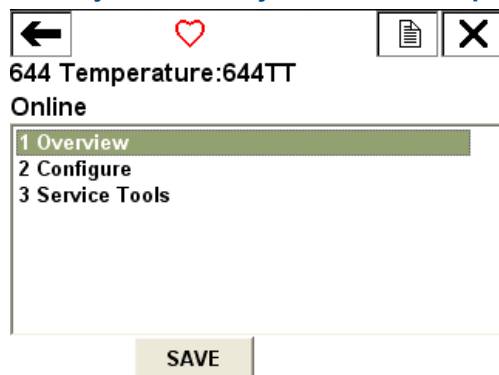 644 Temperature:644TT
Online
1 Overview
2 Configure
3 Service Tools
SAVE